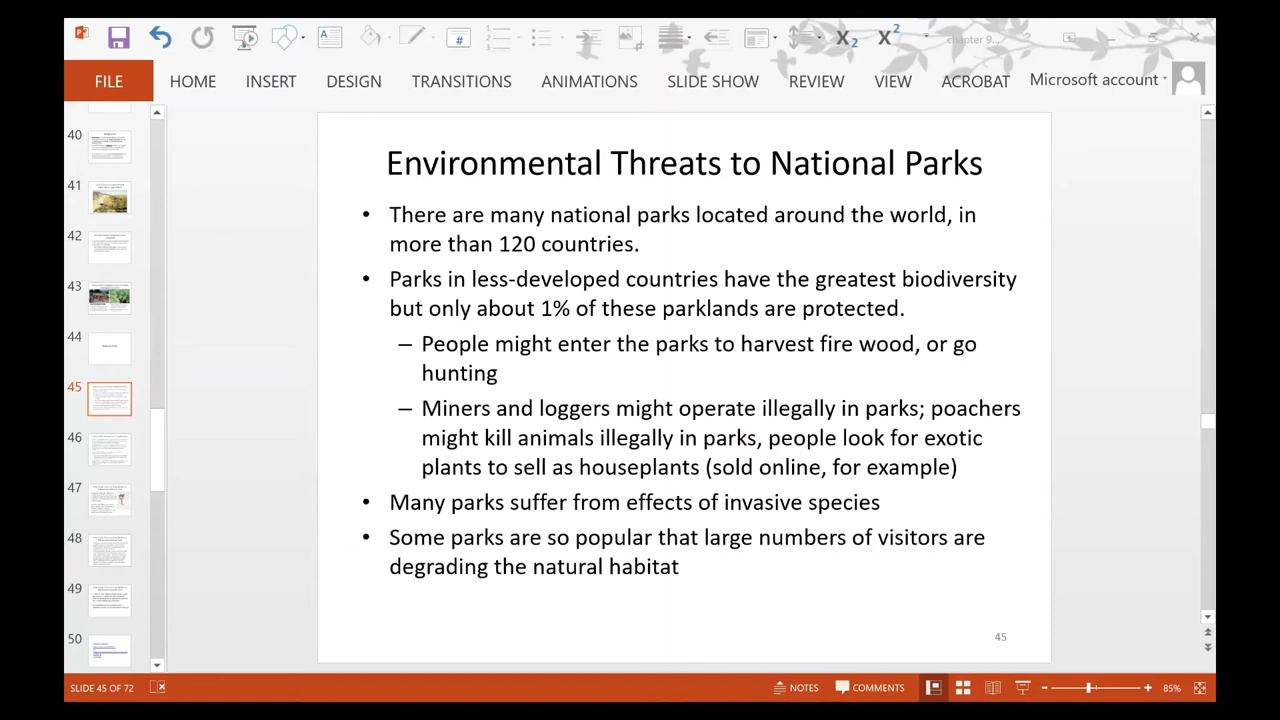 chapter 9...
FILE HOME INSERT DESIGN TRANSITIONS ANIMATIONS SLIDE SHOW REVIEW VIEW ACROBAT Microsoft account
40
41
42
43
44
45
46
47
48
49
50
Environmental Threats to National Parks
• There are many national parks located around the world, in
more than 120 countries.
• Parks in less-developed countries have the greatest biodiversity
but only about 1% of these parklands are protected.
– People might enter the parks to harvest fire wood, or go
hunting
– Miners and loggers might operate illegally in parks; poachers
might kill animals illegally in parks, people look for exotic
plants to sell as houseplants (sold online, for example)
• Many parks suffer from effects of invasive species
• Some parks are so popular that large numbers of visitors are
degrading the natural habitat
45
SLIDE 45 OF 72 NOTES COMMENTS 85%